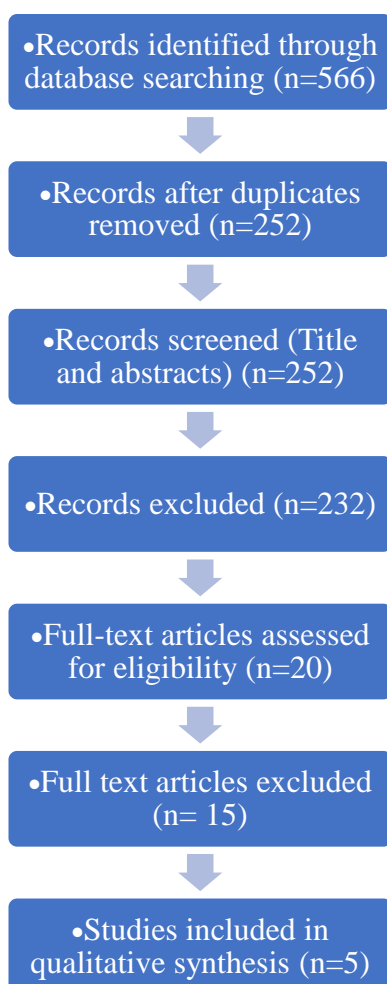 •Records identified through
database searching (n=566)
•Records after duplicates
removed (n=252)
•Records screened (Title
and abstracts) (n=252)
•Records excluded (n=232)
•Full-text articles assessed
for eligibility (n=20)
•Full text articles excluded
(n= 15)
•Studies included in
qualitative synthesis (n=5)